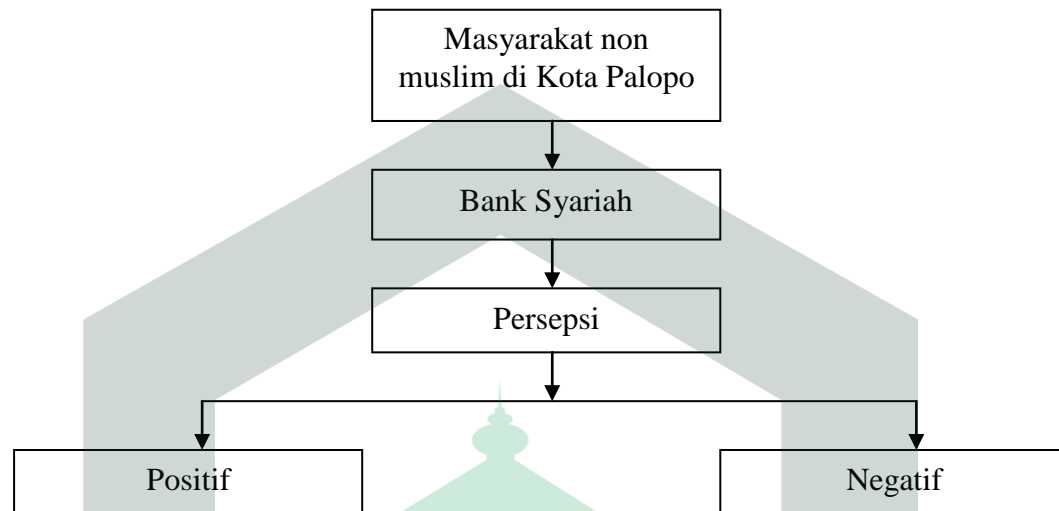 Masyarakat non
muslim di Kota Palopo
Bank Syariah
Persepsi
Positif
Negatif